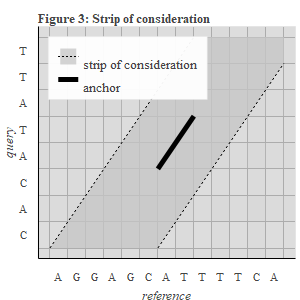 Figure 3: Strip of consideration
strip of consideration
anchor
T
T
A
T
A
C
A
C
query
A G G A G C A T T T T C A
reference